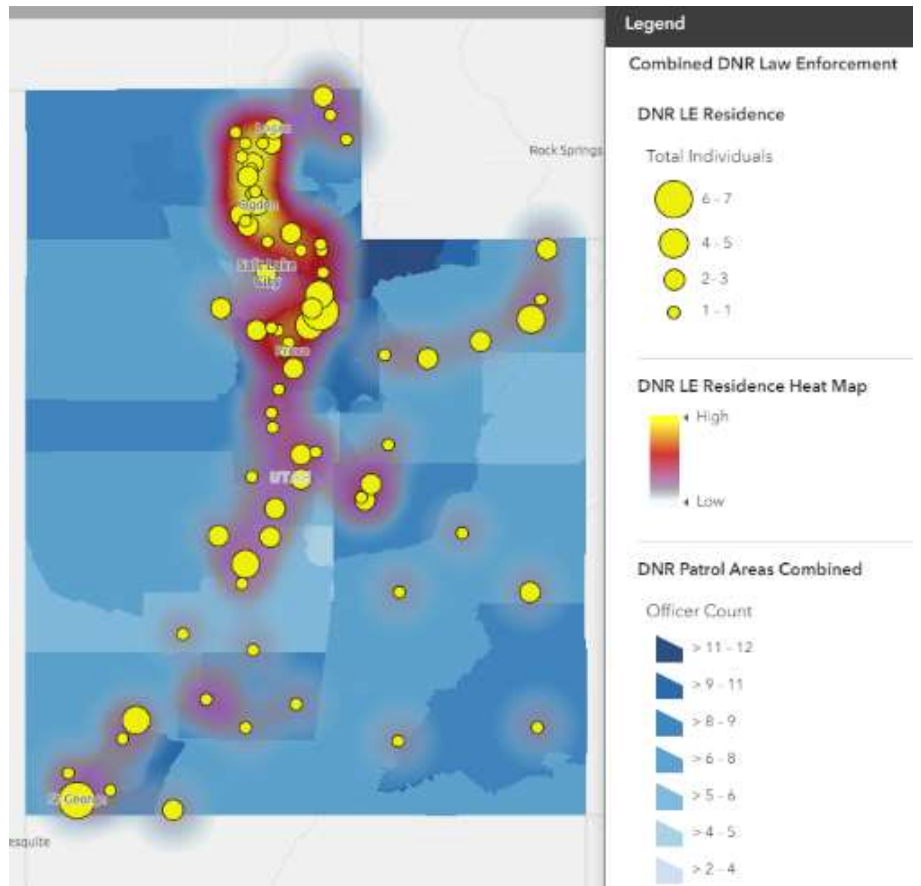 Legend
Combined DNR Law Enforcement
DNR LE Residence
Total Individuals
6 - 7
4 - 5
2 - 3
1 - 1
DNR LE Residence Heat Map
High
Low
DNR Patrol Areas Combined
Officer Count
> 11 - 12
> 9 - 11
> 8 - 9
> 6 - 8
> 5 - 6
> 4 - 5
> 2 - 4
Logan
Rock Springs
Ogden
Salt Lake
City
Provo
UTAH
St George
esquite